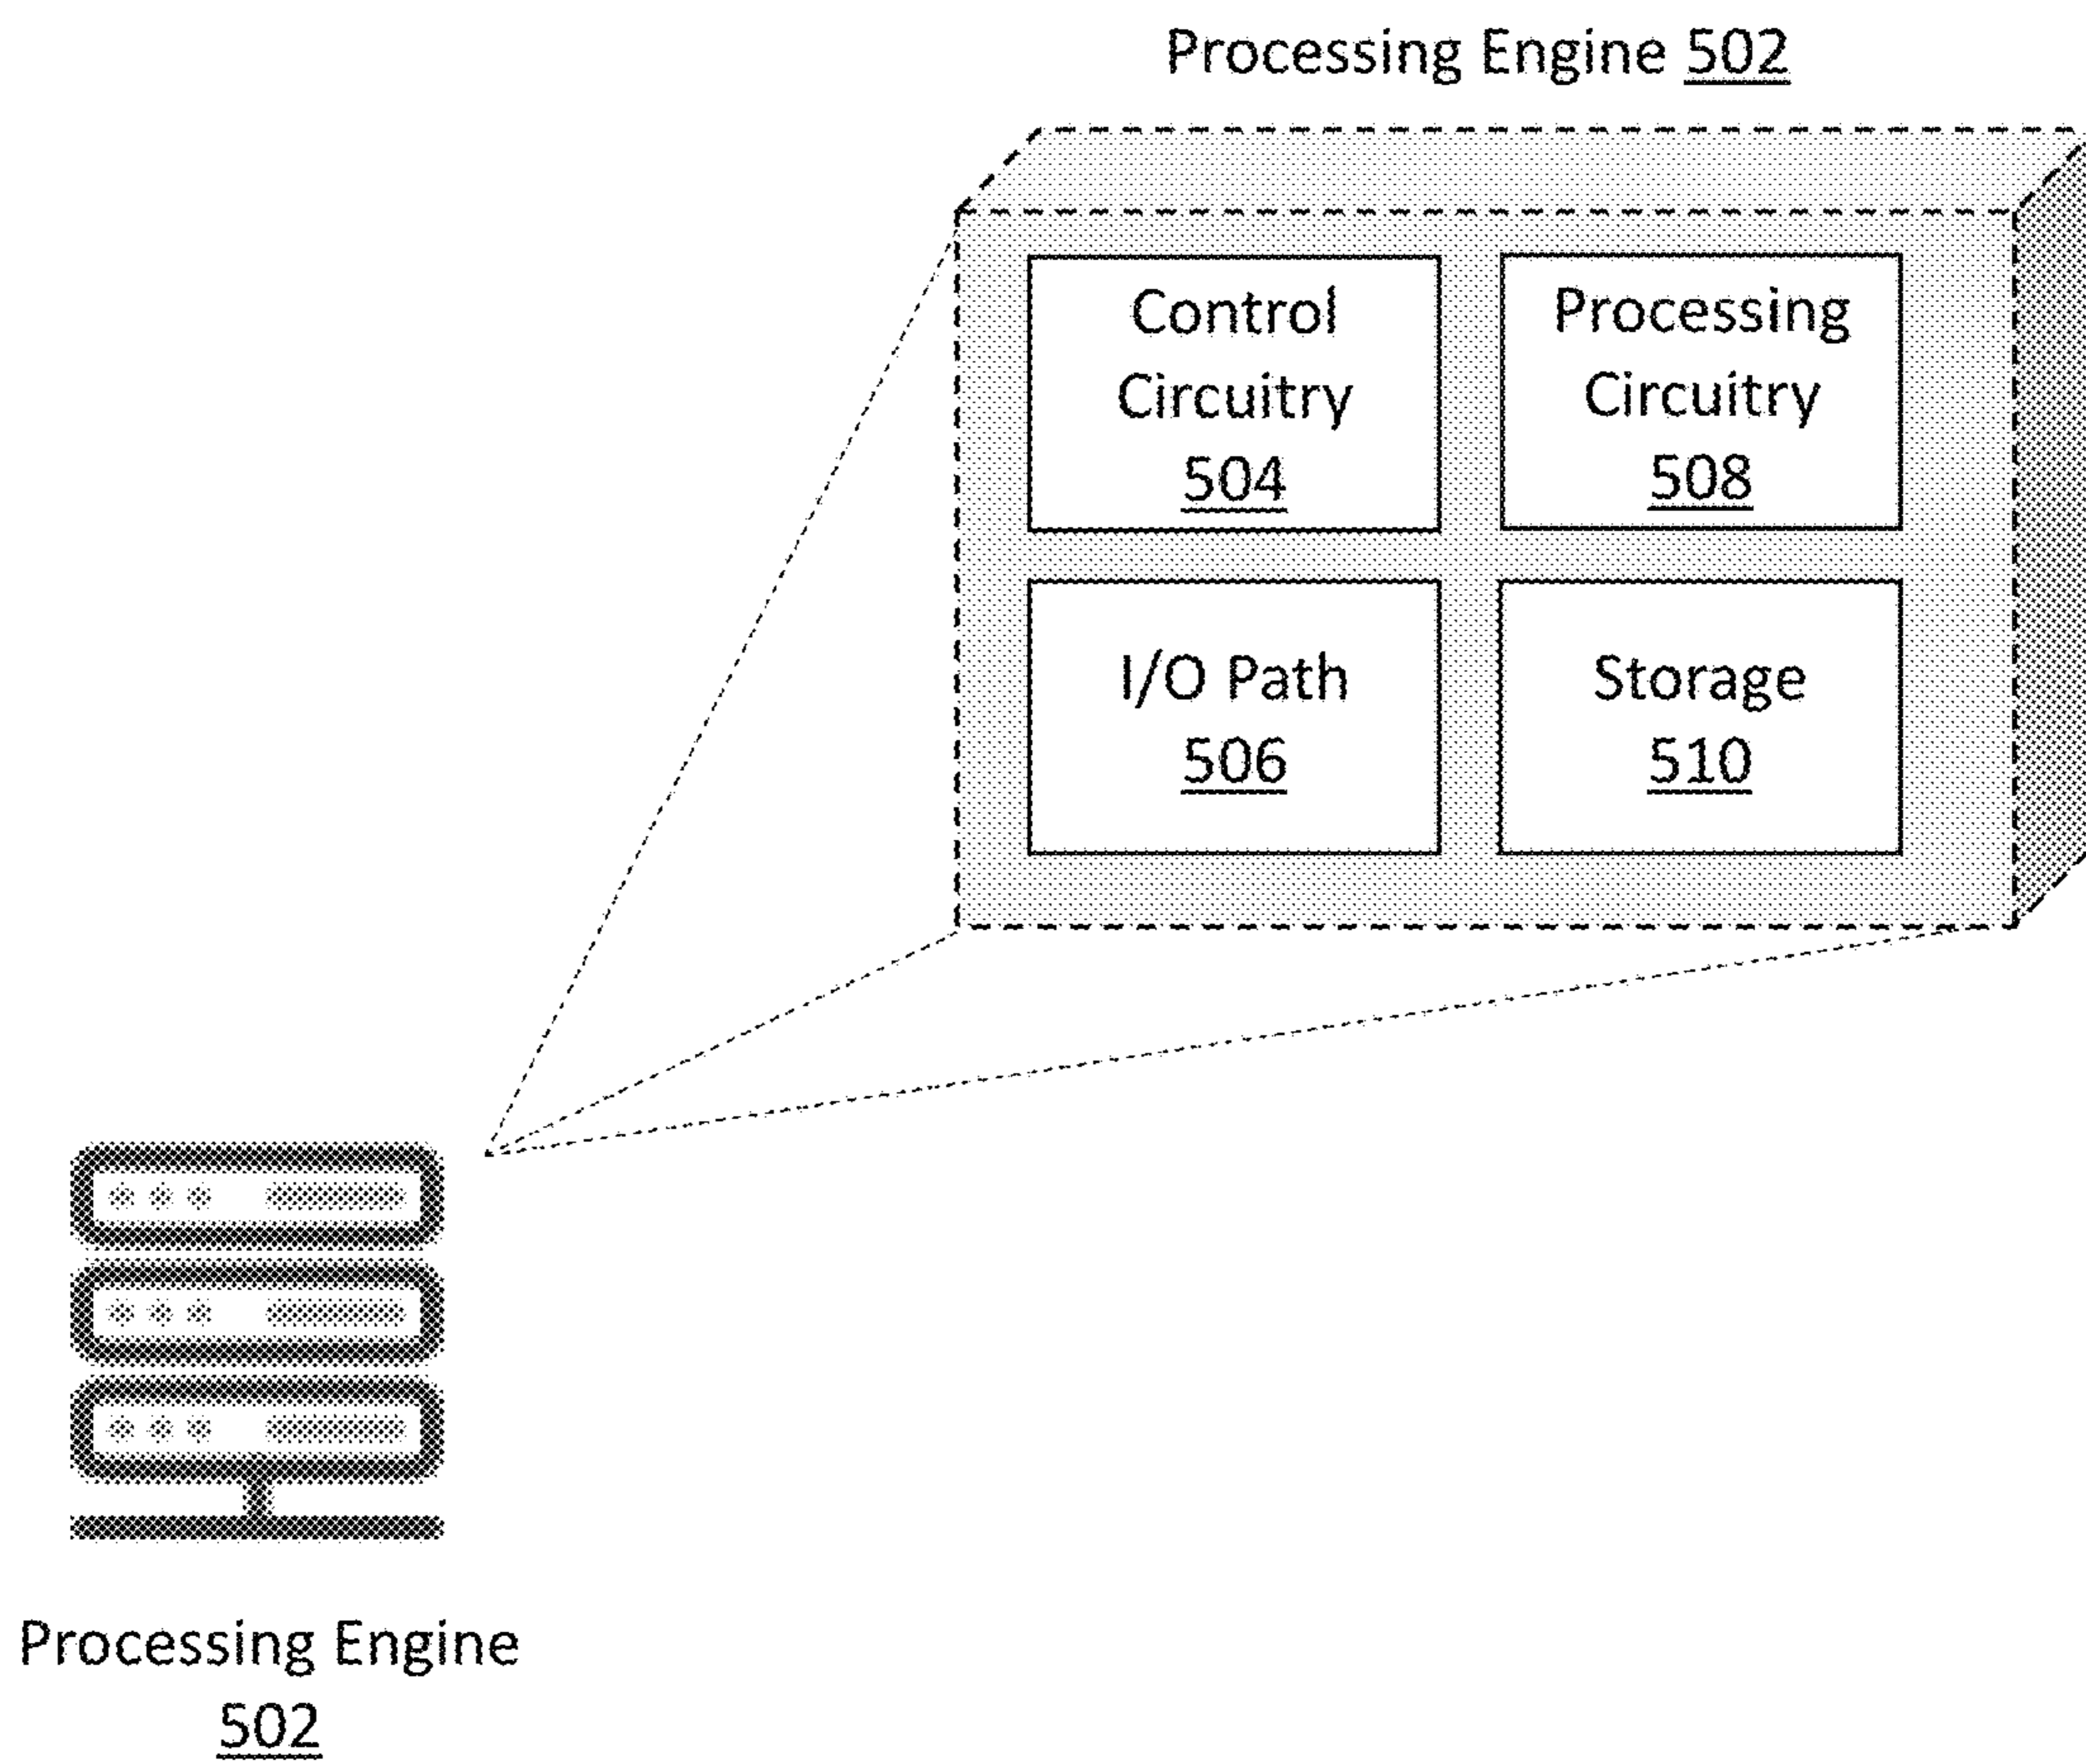 Processing Engine 502
Control
Circuitry
504
Processing
Circuitry
508
I/O Path
506
Storage
510
Processing Engine
502